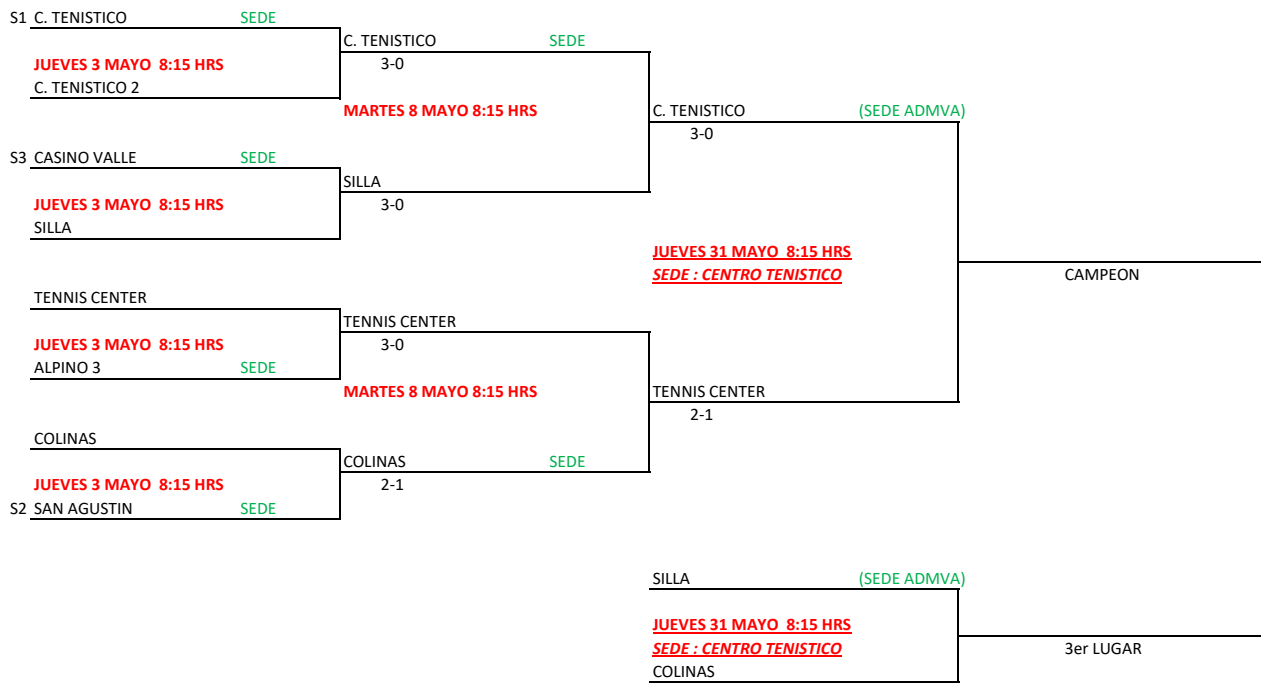 S1 C. TENISTICO SEDE
C. TENISTICO SEDE
JUEVES 3 MAYO 8:15 HRS
3-0
C. TENISTICO 2
MARTES 8 MAYO 8:15 HRS
C. TENISTICO (SEDE ADMVA)
3-0
S3 CASINO VALLE SEDE
SILLA
JUEVES 3 MAYO 8:15 HRS
3-0
SILLA
JUEVES 31 MAYO 8:15 HRS
SEDE : CENTRO TENISTICO
CAMPEON
TENNIS CENTER
TENNIS CENTER
JUEVES 3 MAYO 8:15 HRS
3-0
ALPINO 3 SEDE
MARTES 8 MAYO 8:15 HRS
TENNIS CENTER
2-1
COLINAS
COLINAS SEDE
JUEVES 3 MAYO 8:15 HRS
2-1
S2 SAN AGUSTIN SEDE
SILLA (SEDE ADMVA)
JUEVES 31 MAYO 8:15 HRS
SEDE : CENTRO TENISTICO
3er LUGAR
COLINAS